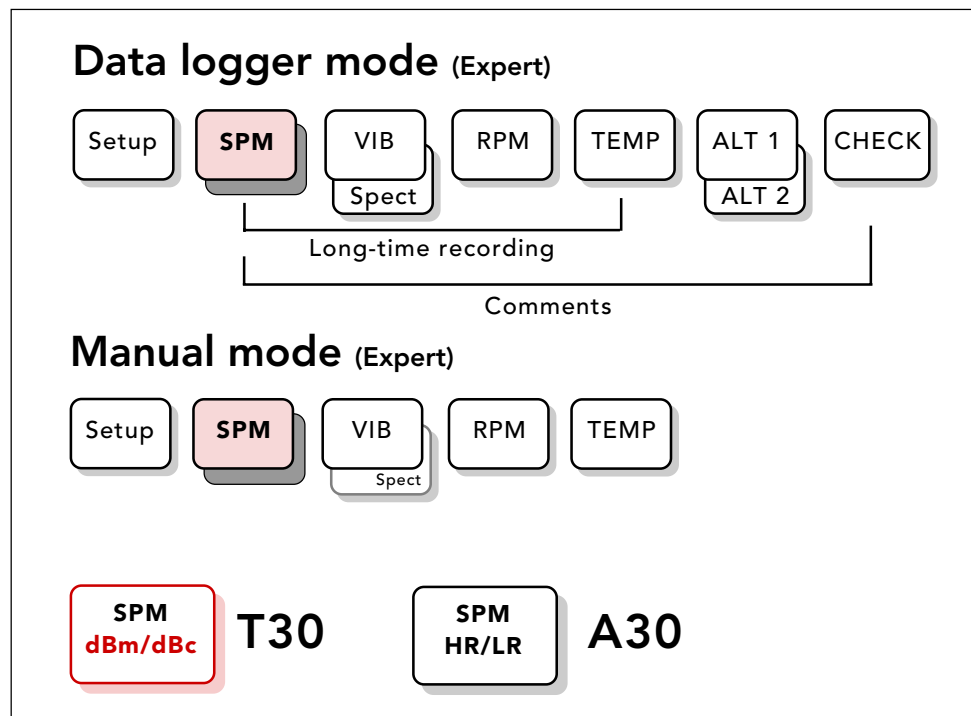 Data logger mode (Expert)
Setup SPM VIB RPM TEMP ALT 1 CHECK
Spect ALT 2
Long-time recording
Comments
Manual mode (Expert)
Setup SPM VIB RPM TEMP
Spect
SPM
dBm/dBc
T30
SPM
HR/LR
A30